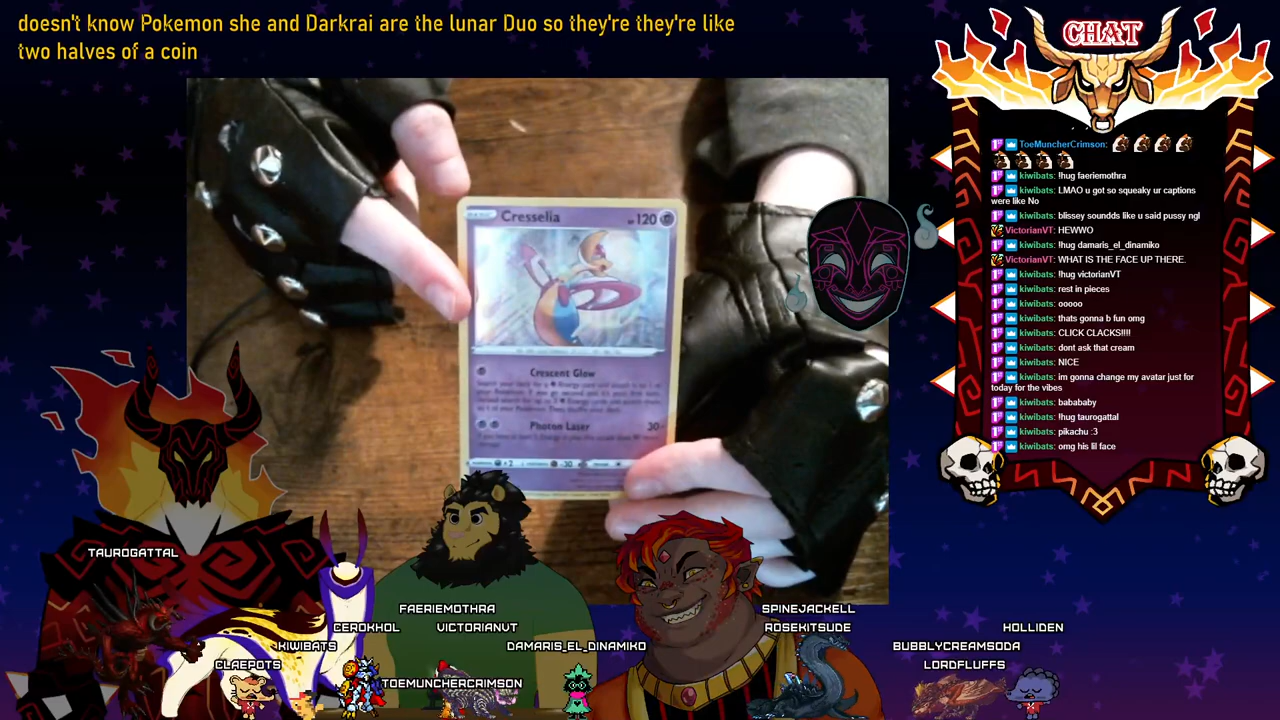 doesn't know Pokemon she and Darkrai are the lunar Duo so they're they're like
two halves of a coin
CHAT
ToeMuncherCrimson:
kiwibats: !hug faeriemothra
kiwibats: LMAO u got so squeaky ur captions
were like No
kiwibats: blissey soundds like u said pussy ngl
VictorianVT: HEWWO
kiwibats: !hug damaris_el_dinamiko
VictorianVT: WHAT IS THE FACE UP THERE.
kiwibats: !hug victorianVT
kiwibats: rest in pieces
kiwibats: ooooo
kiwibats: thats gonna b fun omg
kiwibats: CLICK CLACKS!!!!
kiwibats: dont ask that cream
kiwibats: NICE
kiwibats: im gonna change my avatar just for
today for the vibes
kiwibats: babababy
kiwibats: !hug taurogattal
kiwibats: pikachu :3
kiwibats: omg his lil face
Cresselia 120
Crescent Glow
Photon Laser 30
TAUROGATTAL
FAERIEMOTHRA
SPINEJACKELL
CEROKHOL
VICTORIANVT
ROSEKITSUDE
HOLLIDEN
KIWIBATS
DAMARIS_EL_DINAMIKO
BUBBLYCREAMSODA
CLAEPOTS
LORDFLUFFS
TOEMUNCHERCRIMSON